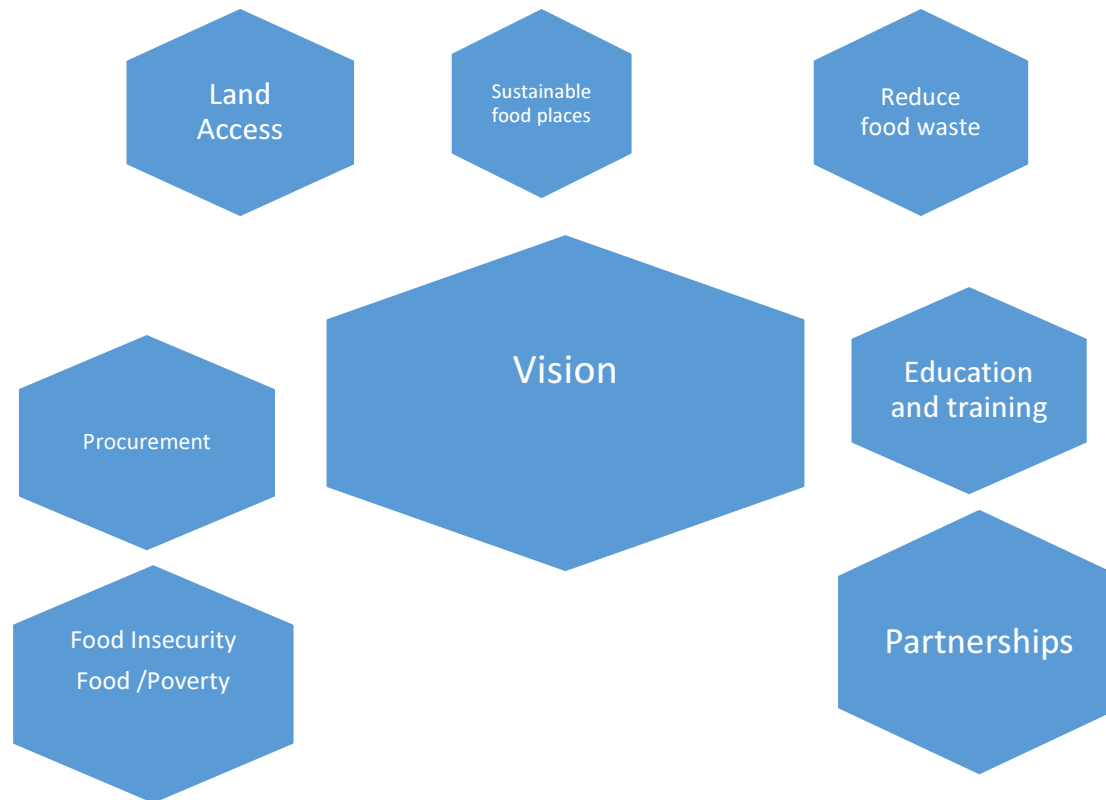 Land
Access
Sustainable
food places
Reduce
food waste
Vision
Education
and training
Procurement
Food Insecurity
Food /Poverty
Partnerships